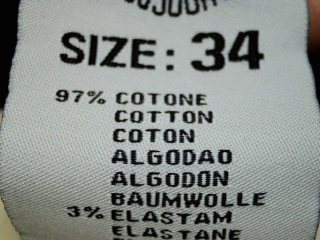 SIZE: 34
97% COTONE
COTTON
COTON
ALGODAO
ALGODON
BAUMWOLLE
3% ELASTAM
ELASTANE